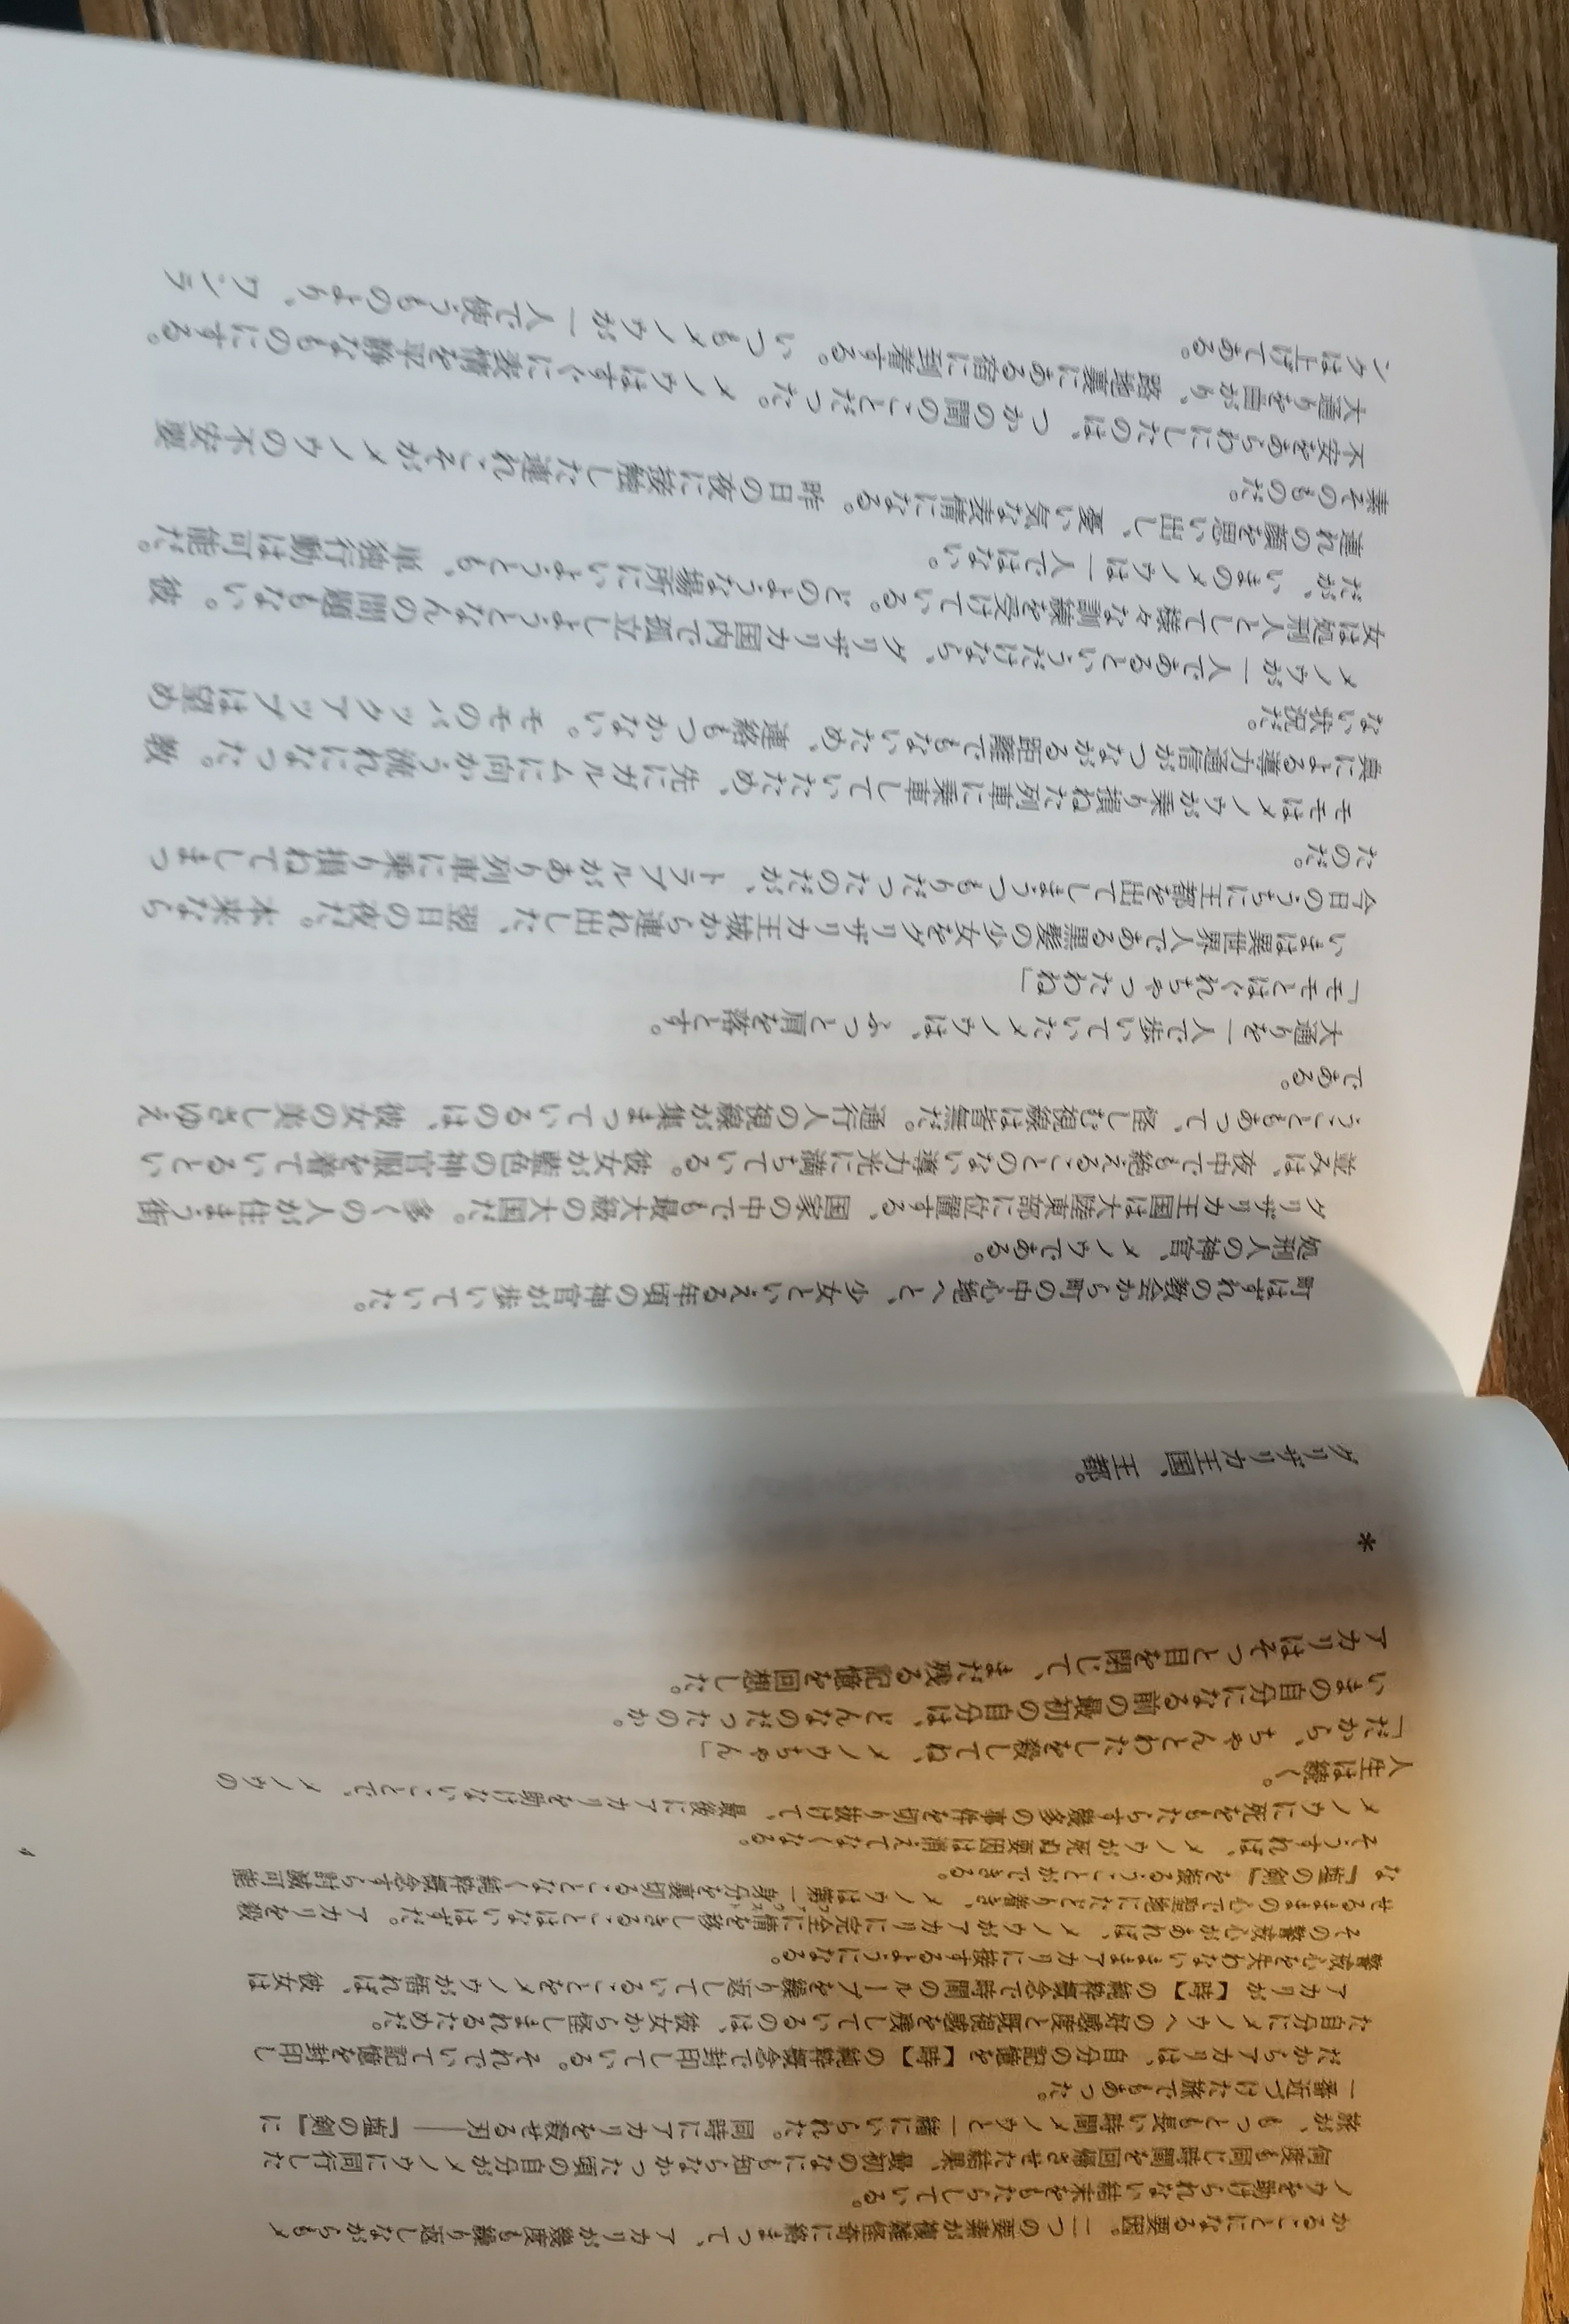 かることになる要因。二つの要素が複雑怪奇に絡まって、アカリが幾度も繰り返しながらもメ
ノウを助けられない結末をもたらしている。
何度も同じ時間を回帰させた結果、最初のなにも知らなかった頃の自分がメノウに同行した
旅が、もっとも長い時間メノウと一緒にいられた。同時にアカリを殺せる刃――『塩の剣』に
一番近づけた旅でもあった。
だからアカリは、自分の記憶を【時】の純粋概念で封印している。それでいて記憶を封印し
た自分にメノウへの好感度と既視感を残しているのは、彼女から怪しまれるためだ。
アカリが【時】の純粋概念で時間のループを繰り返していることをメノウが悟れば、彼女は
警戒心を失わないままアカリに接するようになる。
その警戒心があれば、メノウがアカリに完全に情を移しきることはないはずだ。アカリを殺
せるままの心で聖地にたどり着き、メノウは第一身分を裏切ることなく純粋概念すら討滅可能
ファウスト
な『塩の剣』を振るうことができる。
そうすれば、メノウが死ぬ要因は消えてなくなる。
メノウに死をもたらす幾多の事件を切り抜けて、最後にアカリを助けないことで、メノウの
人生は続く。
「だから、ちゃんとわたしを殺してね、メノウちゃん」
いまの自分になる前の最初の自分は、どんなのだったのか。
アカリはそっと目を閉じて、まだ残る記憶を回想した。
*
グリザリカ王国、王都。
4
町はずれの教会から町の中心地へと、少女といえる年頃の神官が歩いていた。
処刑人の神官、メノウである。
グリザリカ王国は大陸東部に位置する、国家の中でも最大級の大国だ。多くの人が住まう街
並みは、夜中でも絶えることのない導力光に満ちている。彼女が藍色の神官服を着ているとい
うこともあって、怪しむ視線は皆無だ。通行人の視線が集まっているのは、彼女の美しさゆえ
である。
大通りを一人で歩いていたメノウは、ふっと肩を落とす。
「モモとはぐれちゃったわね」
いまは異世界人である黒髪の少女をグリザリカ王城から連れ出した、翌日の夜だ。本来なら
今日のうちに王都を出てしまうつもりだったのだが、トラブルがあり列車に乗り損ねてしまっ
たのだ。
モモはメノウが乗り損ねた列車に乗車していたため、先にガルムに向かう流れになった。教
典による導力通信がつながる距離でもないため、連絡もつかない。モモのバックアップは望め
ない状況だ。
メノウが一人であるというだけなら、グリザリカ国内で孤立しようとなんの問題もない。彼
女は処刑人として様々な訓練を受けている。どのような場所にいようとも、単独行動は可能だ。
だが、いまのメノウは一人ではない。
連れの顔を思い出し、憂い気な表情になる。昨日の夜に接触した連れこそがメノウの不安要
素そのものだ。
不安をあらわにしたのは、つかの間のことだった。メノウはすぐに表情を平静なものにする。
大通りを曲がり、路地裏にある宿に到着する。いつもメノウが一人で使うものより、ワンラ
ンクは上げてある。